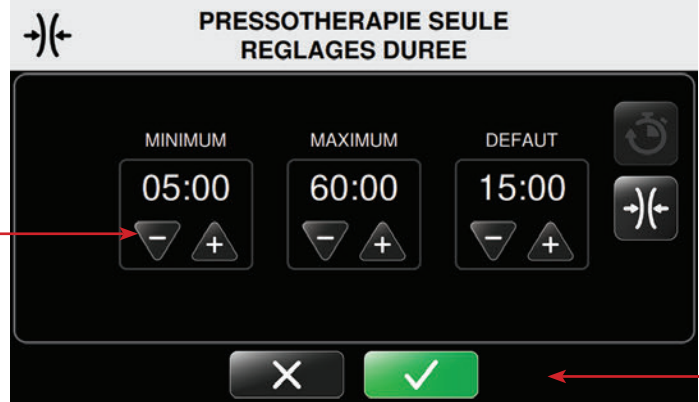 PRESSOTHERAPIE SEULE
REGLAGES DUREE
MINIMUM MAXIMUM DEFAUT
05:00 60:00 15:00
- + - + - +